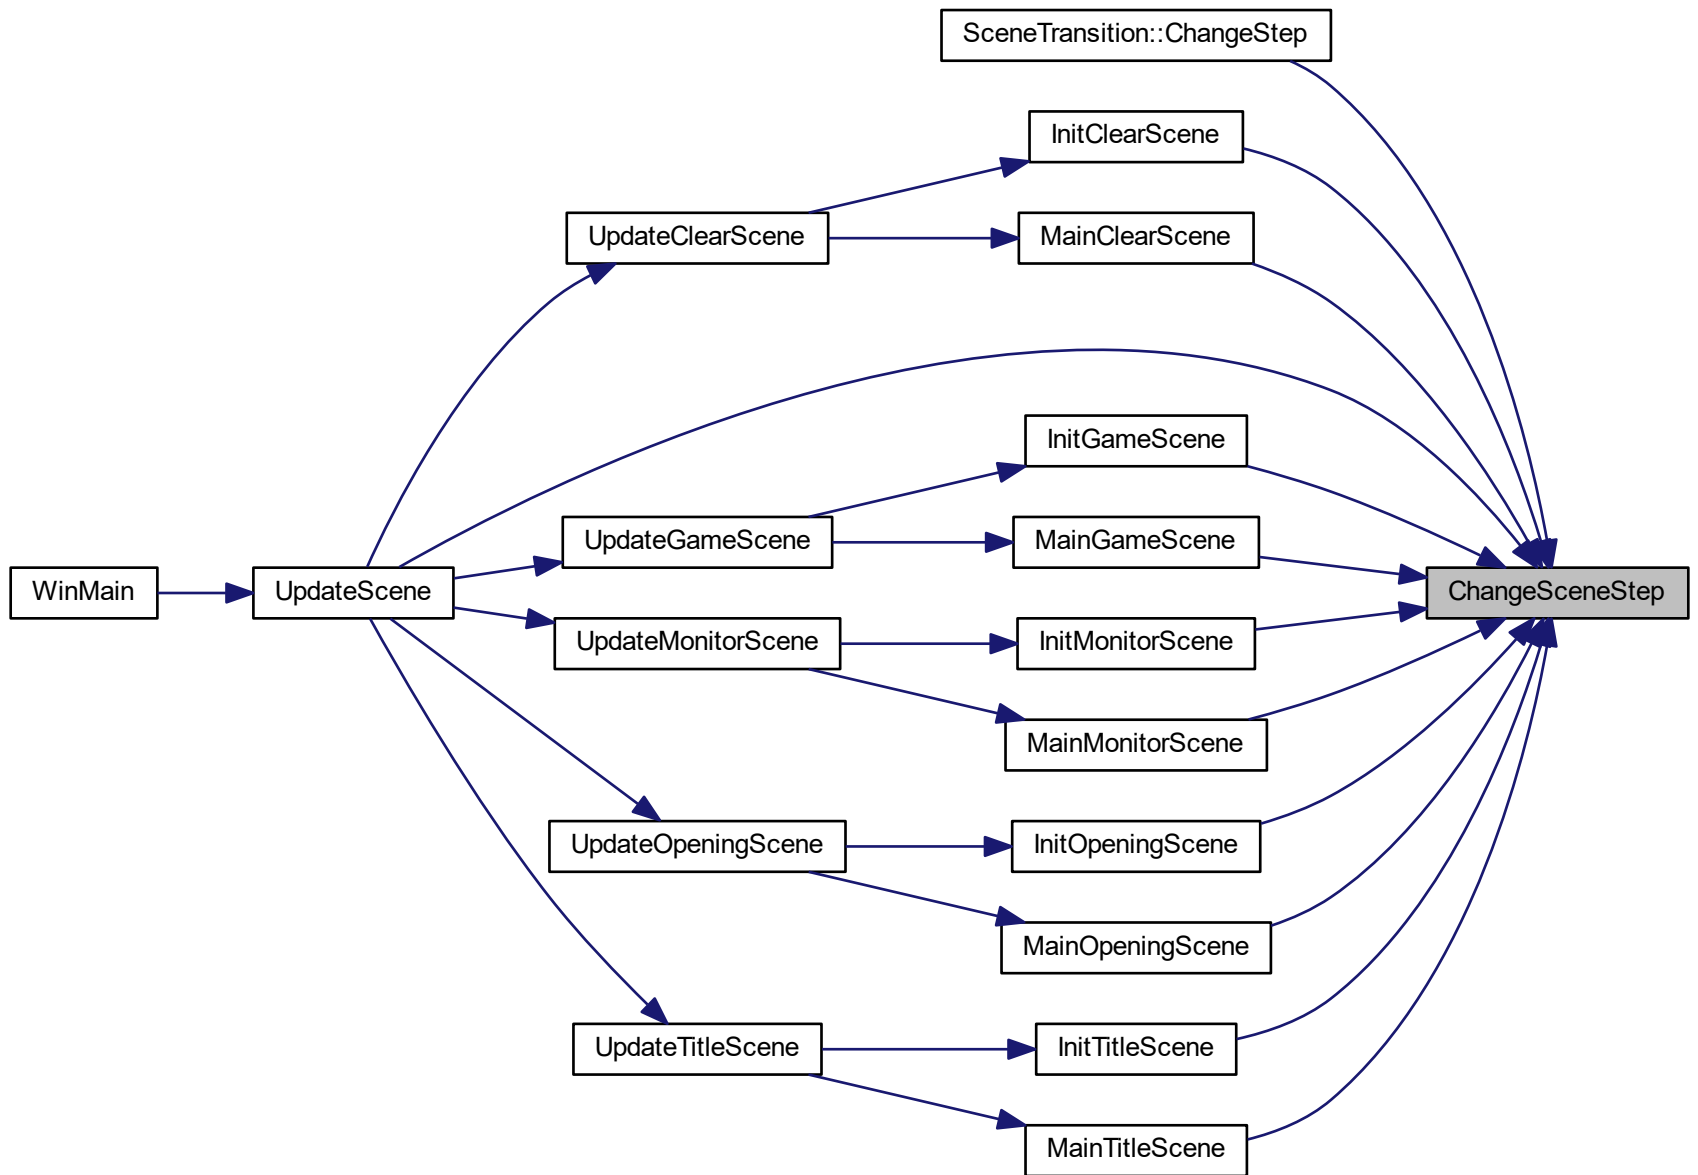 SceneTransition::ChangeStep
InitClearScene
UpdateClearScene
MainClearScene
InitGameScene
UpdateGameScene
MainGameScene
WinMain
UpdateScene
ChangeSceneStep
UpdateMonitorScene
InitMonitorScene
MainMonitorScene
UpdateOpeningScene
InitOpeningScene
MainOpeningScene
UpdateTitleScene
InitTitleScene
MainTitleScene